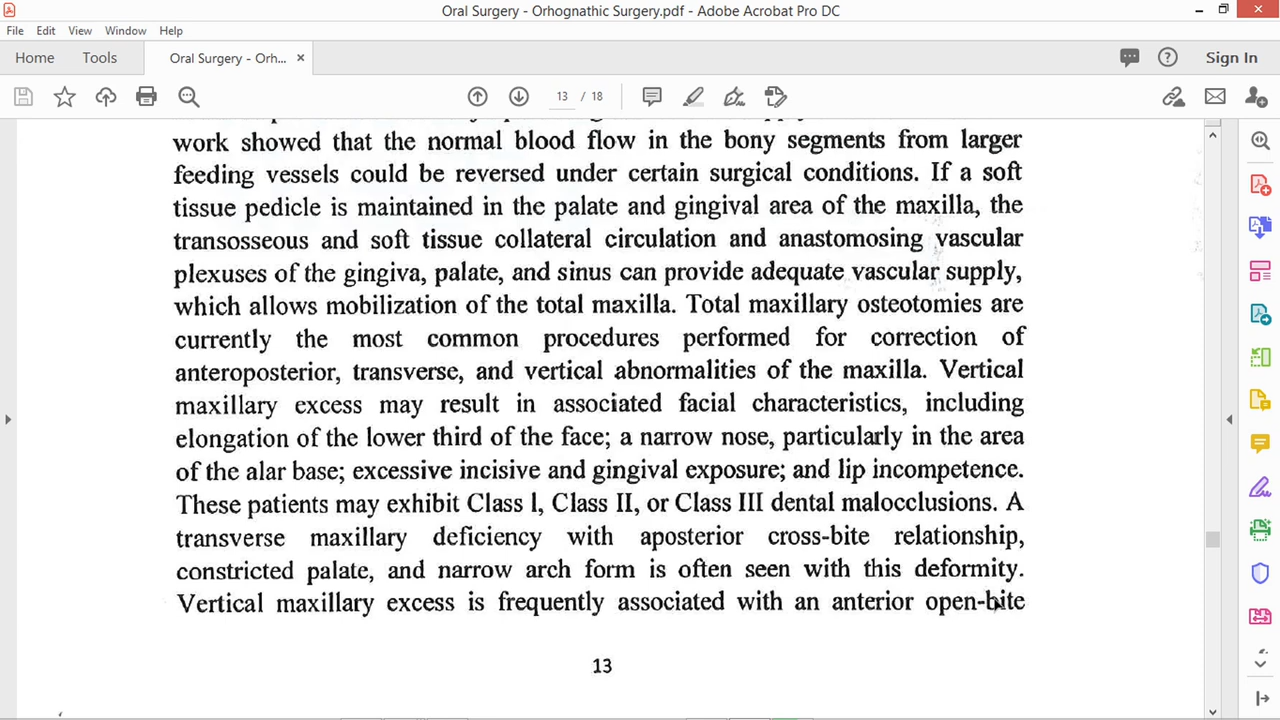 Oral Surgery - Orhognathic Surgery.pdf - Adobe Acrobat Pro DC
File Edit View Window Help
Home Tools Oral Surgery - Orh... × Sign In
13 / 18
work showed that the normal blood flow in the bony segments from larger
feeding vessels could be reversed under certain surgical conditions. If a soft
tissue pedicle is maintained in the palate and gingival area of the maxilla, the
transosseous and soft tissue collateral circulation and anastomosing vascular
plexuses of the gingiva, palate, and sinus can provide adequate vascular supply,
which allows mobilization of the total maxilla. Total maxillary osteotomies are
currently the most common procedures performed for correction of
anteroposterior, transverse, and vertical abnormalities of the maxilla. Vertical
maxillary excess may result in associated facial characteristics, including
elongation of the lower third of the face; a narrow nose, particularly in the area
of the alar base; excessive incisive and gingival exposure; and lip incompetence.
These patients may exhibit Class I, Class II, or Class III dental malocclusions. A
transverse maxillary deficiency with aposterior cross-bite relationship,
constricted palate, and narrow arch form is often seen with this deformity.
Vertical maxillary excess is frequently associated with an anterior open-bite
13